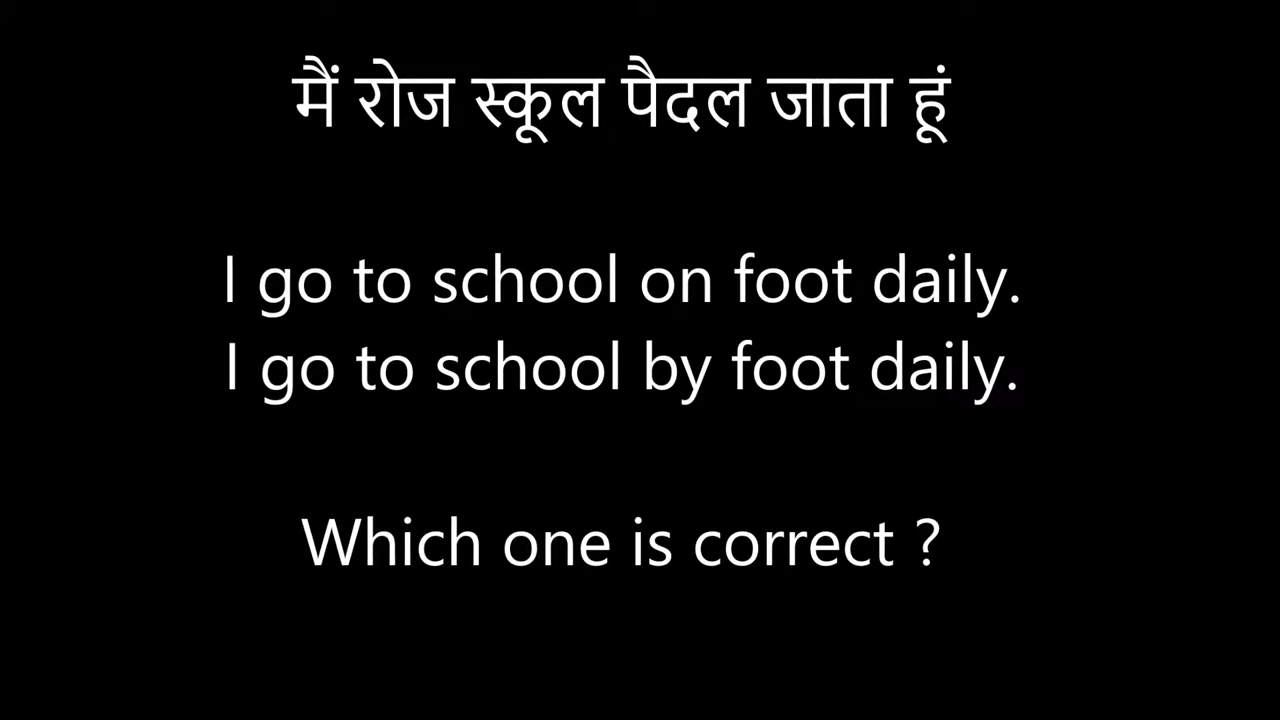 मैं रोज स्कूल पैदल जाता हूं
I go to school on foot daily.
I go to school by foot daily.
Which one is correct ?